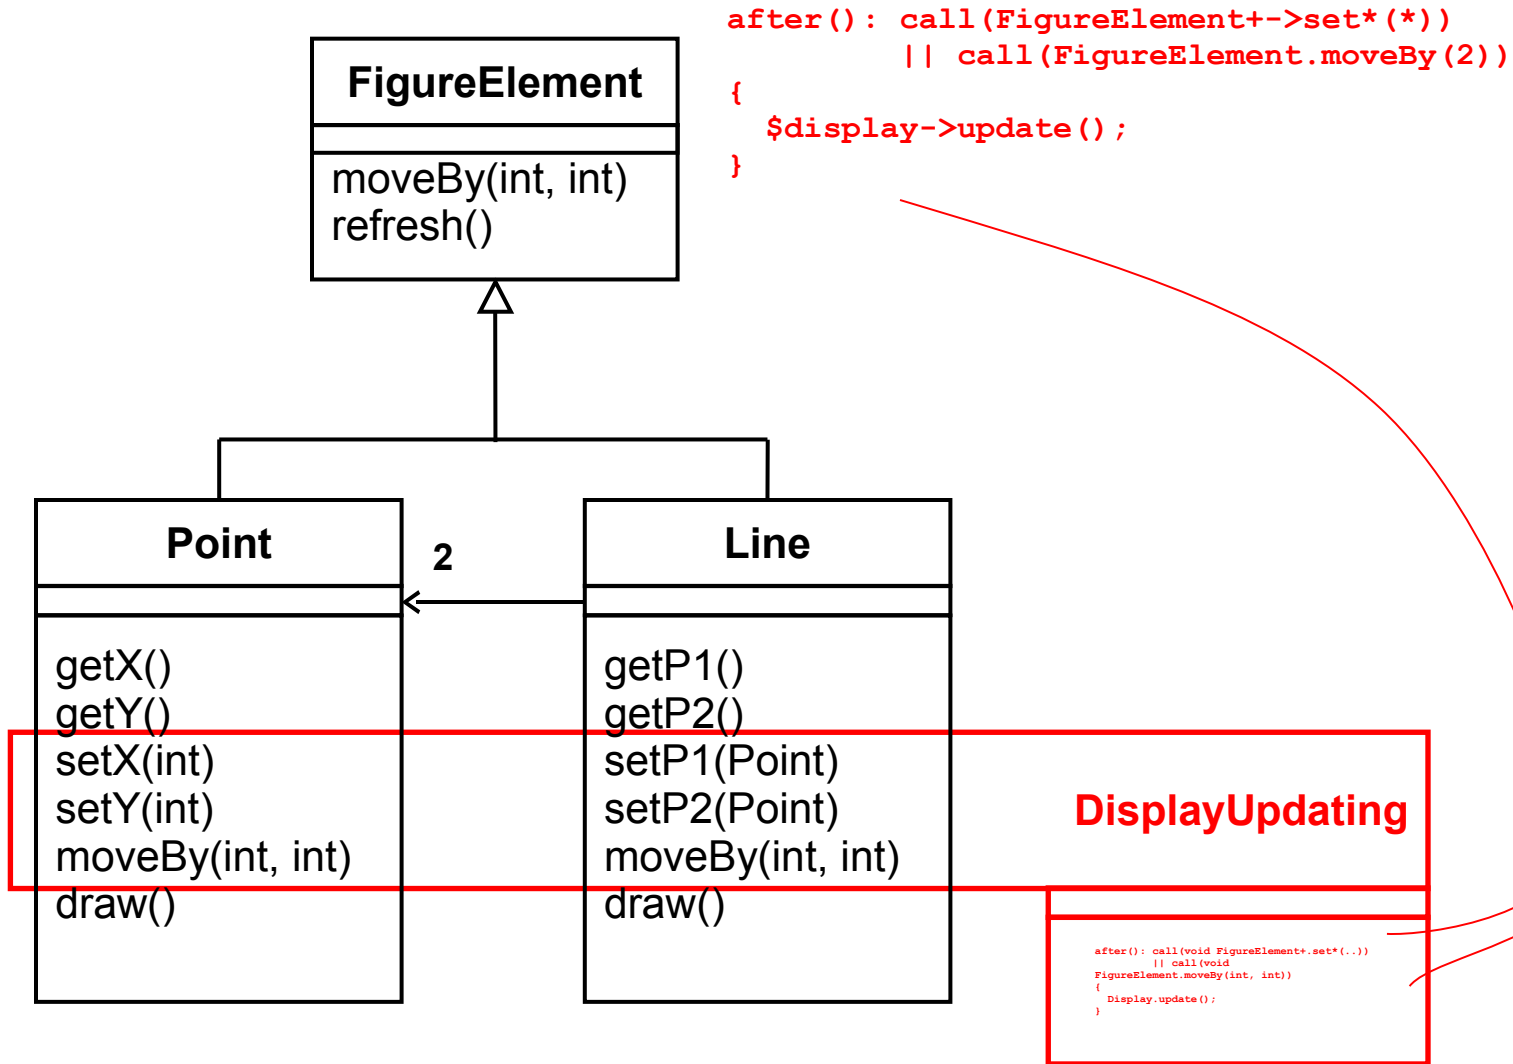 after(): call(FigureElement+->set*(*))
|| call(FigureElement.moveBy(2))
{
$display->update();
}
FigureElement
moveBy(int, int)
refresh()
Point
2
Line
getX()
getY()
setX(int)
setY(int)
moveBy(int, int)
draw()
getP1()
getP2()
setP1(Point)
setP2(Point)
moveBy(int, int)
draw()
DisplayUpdating
after(): call(void FigureElement+.set*(..))
|| call(void
FigureElement.moveBy(int, int))
{
Display.update();
}